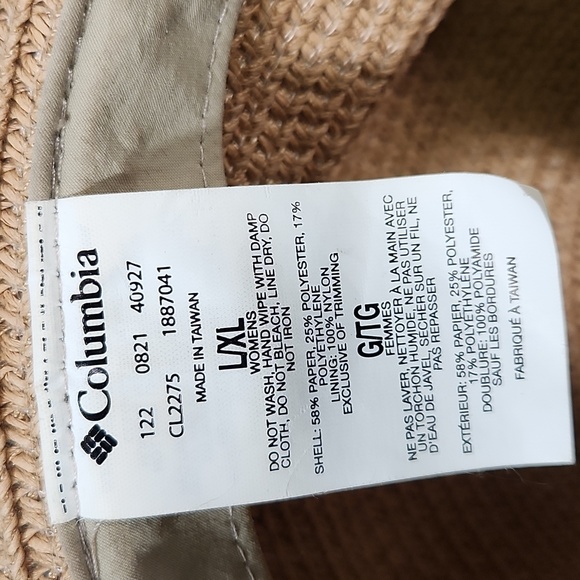 Columbia
122 0821 40927
CL2275 1887041
MADE IN TAIWAN
L/XL
WOMENS
DO NOT WASH, HAND WIPE WITH DAMP
CLOTH, DO NOT BLEACH, LINE DRY, DO
NOT IRON
SHELL: 58% PAPER, 25% POLYESTER, 17%
POLYETHYLENE
LINING: 100% NYLON
EXCLUSIVE OF TRIMMING
G/TG
FEMMES
NE PAS LAVER, NETTOYER À LA MAIN AVEC
UN TORCHON HUMIDE, NE PAS UTILISER
D'EAU DE JAVEL, SECHER SUR UN FIL, NE
PAS REPASSER
EXTÉRIEUR: 58% PAPER, 25% POLYESTER,
17% POLYETHYLÉNE
DOUBLURE: 100% POLYAMIDE
SAUF LES BORDURES
FABRIQUÉ À TAIWAN